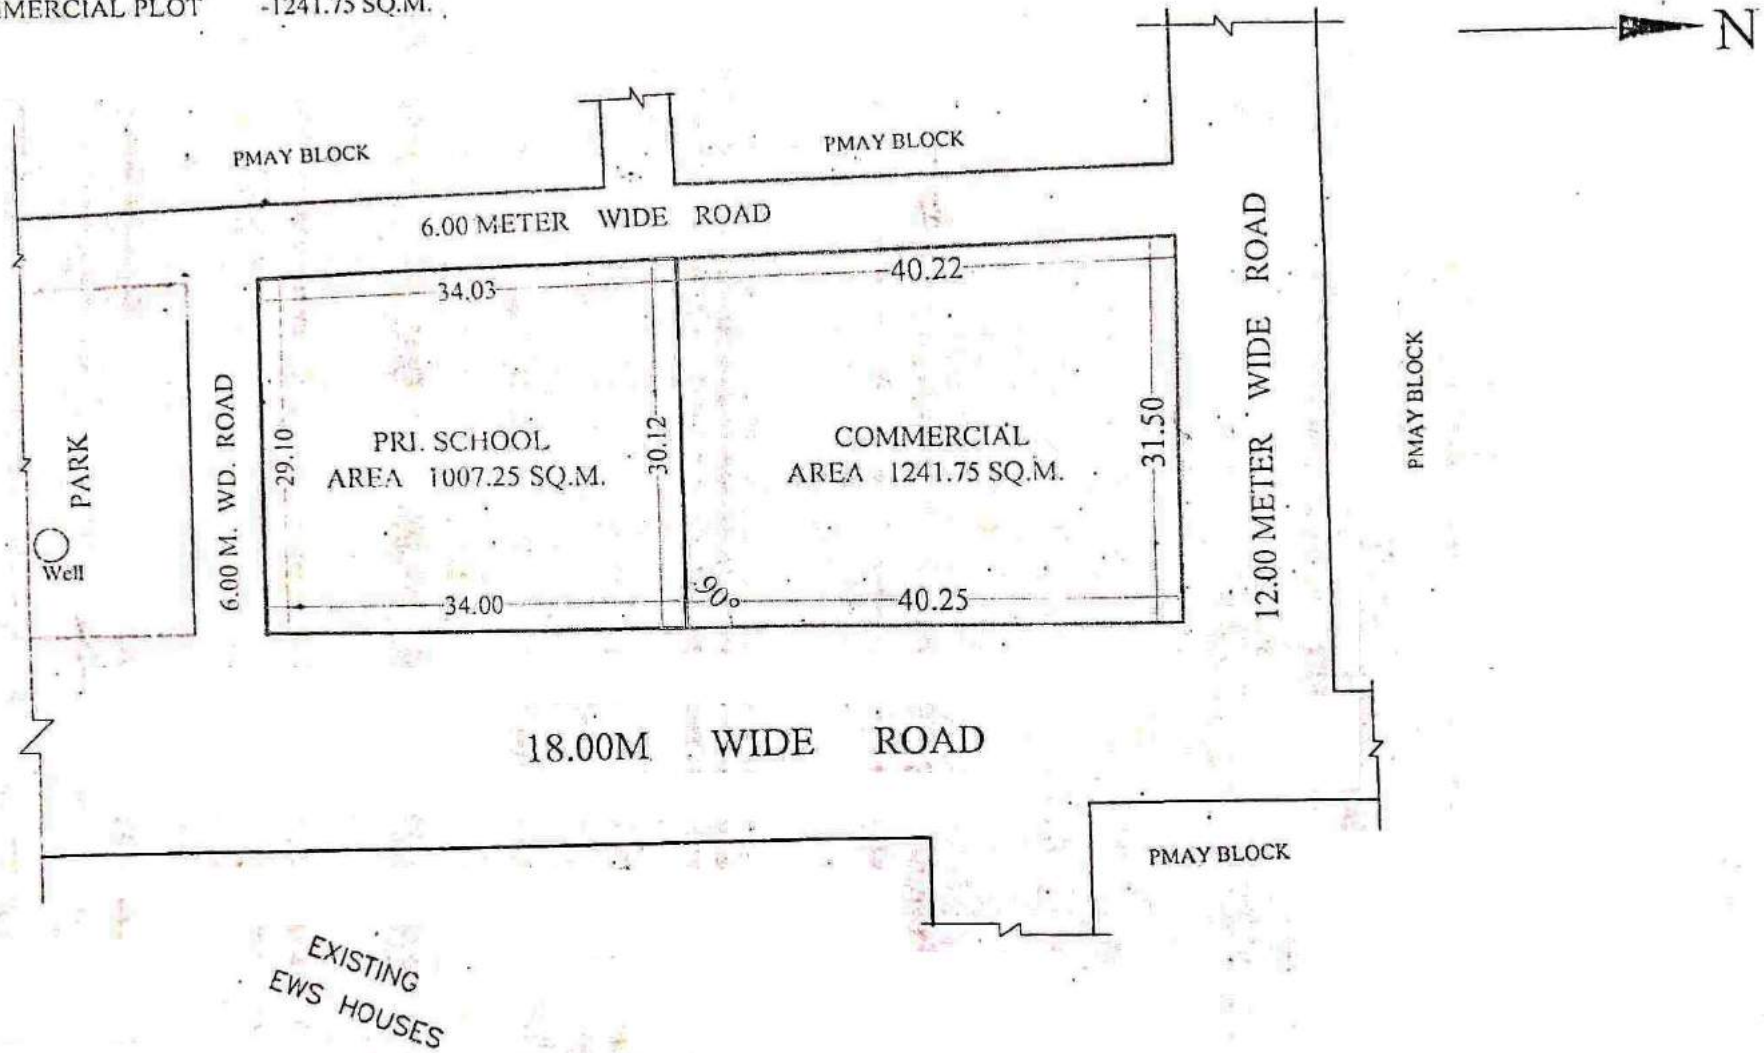 MERCIAL PLOT -1241.75 SQ.M.
N
PMAY BLOCK
PMAY BLOCK
6.00 METER WIDE ROAD
34.03
40.22
PARK
Well
6.00 M. WD. ROAD
29.10
PRI. SCHOOL
AREA 1007.25 SQ.M.
30.12
COMMERCIAL
AREA 1241.75 SQ.M.
31.50
12.00 METER WIDE ROAD
PMAY BLOCK
34.00
90°
40.25
18.00M WIDE ROAD
PMAY BLOCK
EXISTING
EWS HOUSES